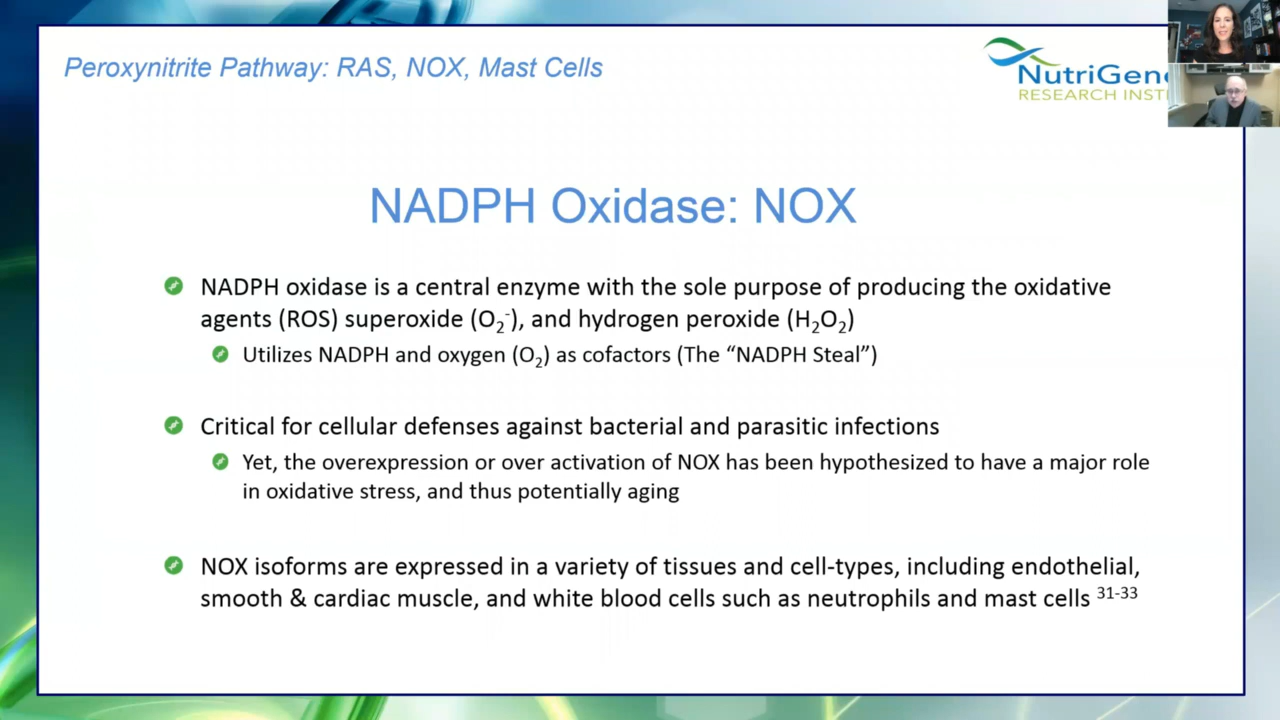 Peroxynitrite Pathway: RAS, NOX, Mast Cells
NutriGene
RESEARCH INSTI
NADPH Oxidase: NOX
NADPH oxidase is a central enzyme with the sole purpose of producing the oxidative
agents (ROS) superoxide (O₂⁻), and hydrogen peroxide (H₂O₂)
Utilizes NADPH and oxygen (O₂) as cofactors (The “NADPH Steal”)
Critical for cellular defenses against bacterial and parasitic infections
Yet, the overexpression or over activation of NOX has been hypothesized to have a major role
in oxidative stress, and thus potentially aging
NOX isoforms are expressed in a variety of tissues and cell-types, including endothelial,
smooth & cardiac muscle, and white blood cells such as neutrophils and mast cells ³¹⁻³³